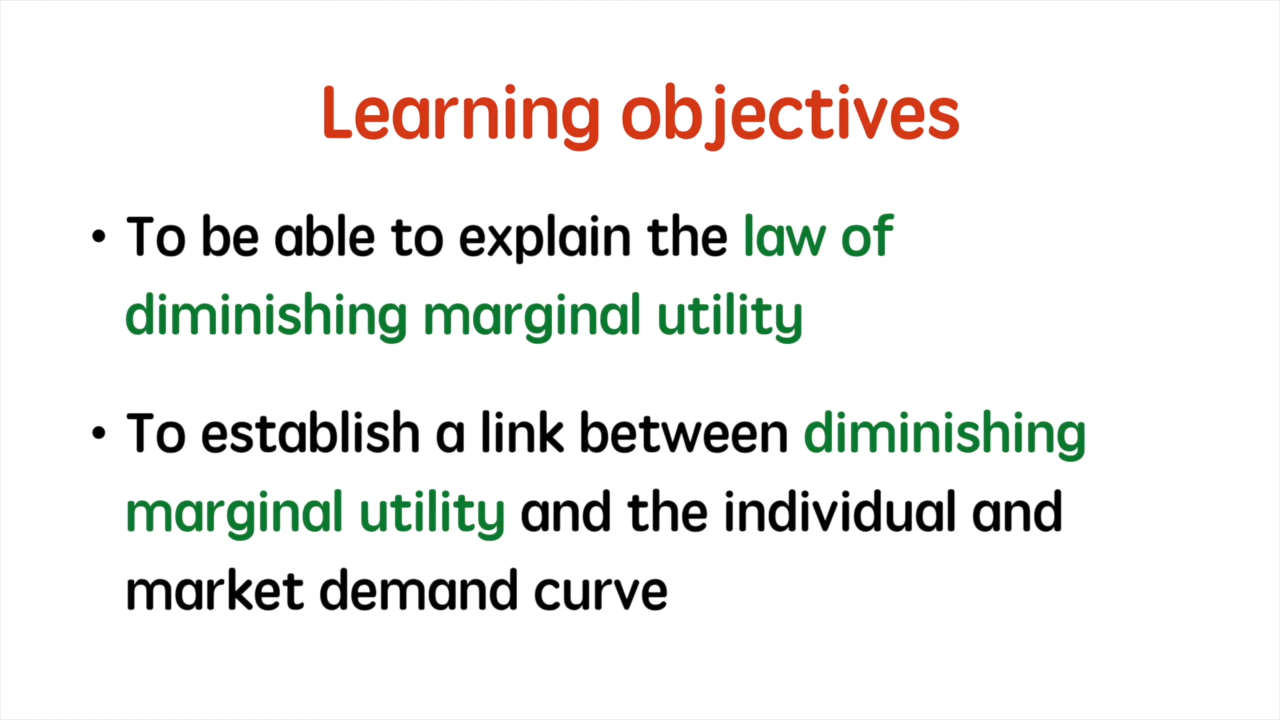 Learning objectives
• To be able to explain the law of
diminishing marginal utility
• To establish a link between diminishing
marginal utility and the individual and
market demand curve